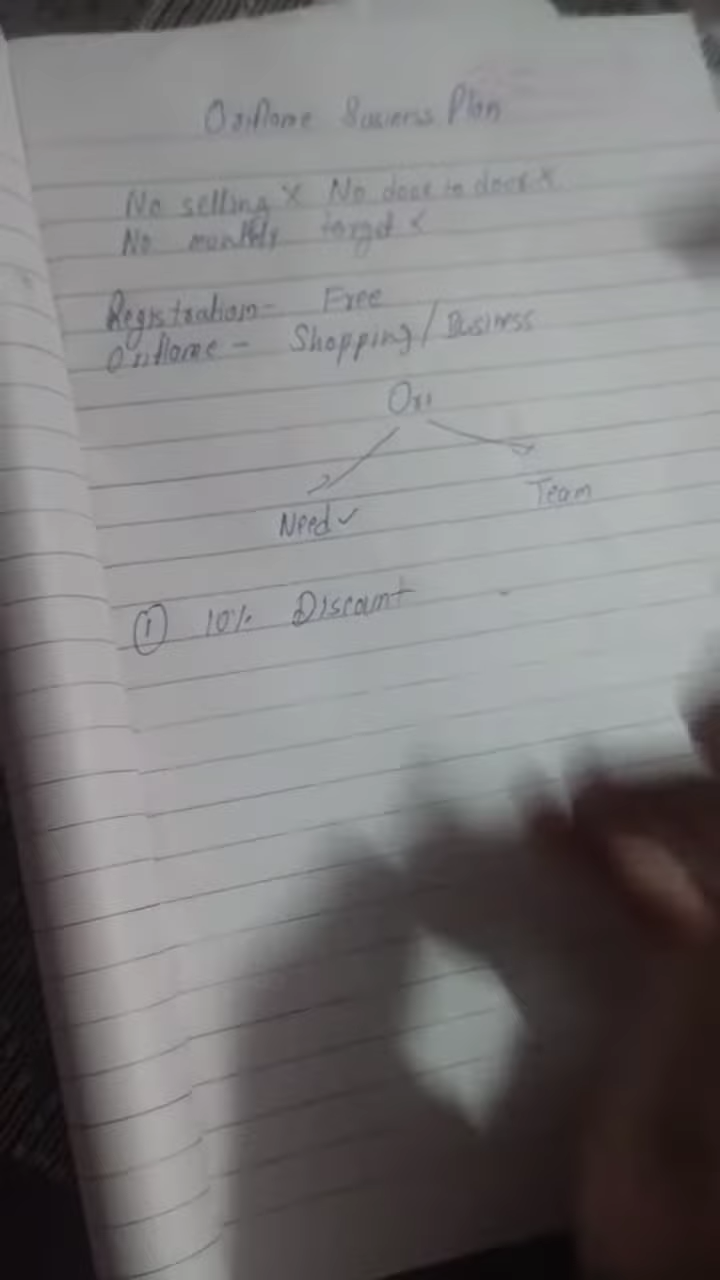 Oriflame Business Plan
No selling x No door to door x
No monthly target x
Registration- Free
Oriflame - Shopping/Business
Ori
Need ✓ Team
① 10% Discount